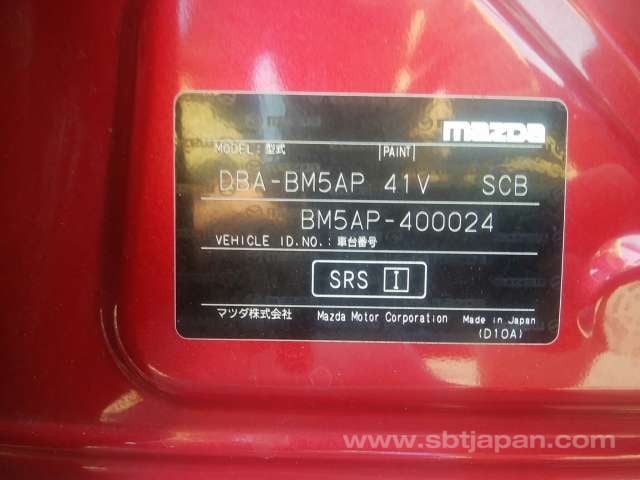 mazda
MODEL: 型式 PAINT
DBA-BM5AP 41V SCB
BM5AP-400024
VEHICLE ID.NO.: 車台番号
SRS I
マツダ株式会社 Mazda Motor Corporation Made in Japan
(D10A)
www.sbtjapan.com